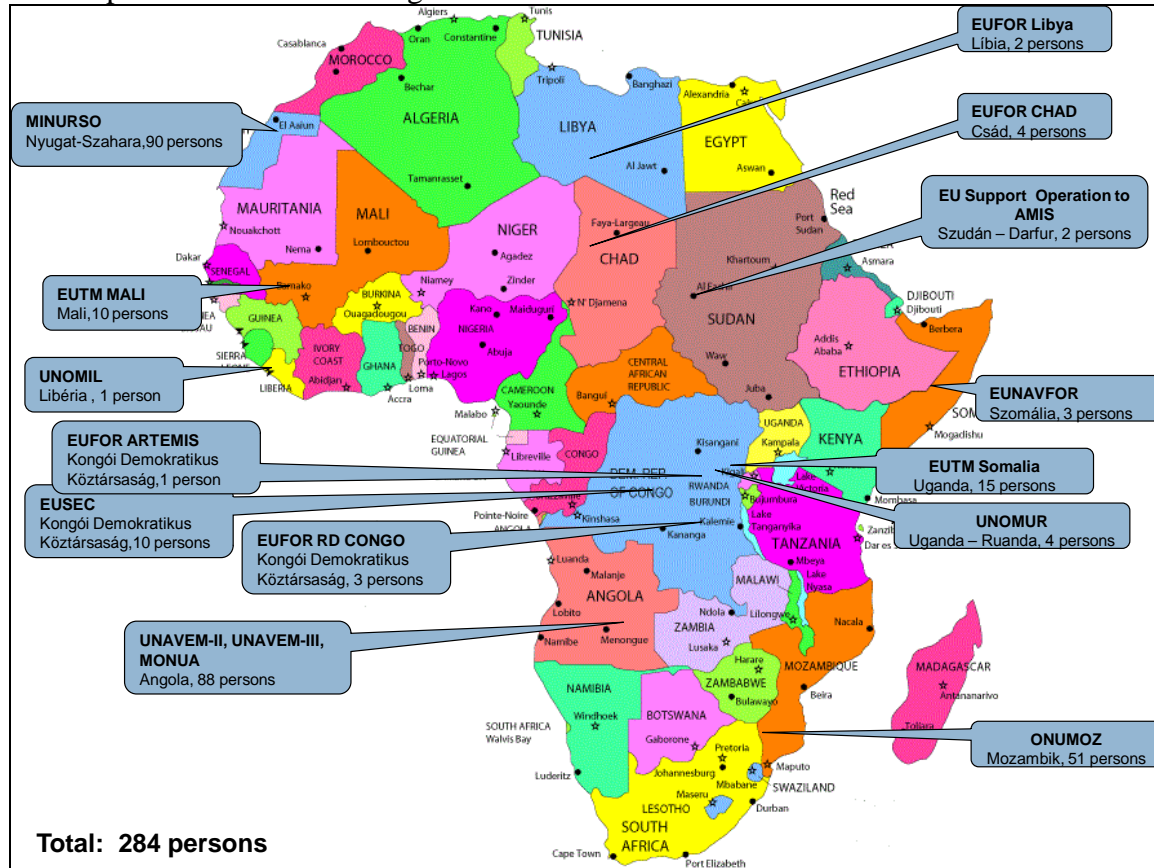 EUFOR Libya
Líbia, 2 persons
EUFOR CHAD
Csád, 4 persons
EU Support Operation to
AMIS
Szudán – Darfur, 2 persons
MINURSO
Nyugat-Szahara,90 persons
EUTM MALI
Mali,10 persons
UNOMIL
Libéria , 1 person
EUFOR ARTEMIS
Kongói Demokratikus
Köztársaság,1 person
EUSEC
Kongói Demokratikus
Köztársaság,10 persons
EUFOR RD CONGO
Kongói Demokratikus
Köztársaság, 3 persons
UNAVEM-II, UNAVEM-III,
MONUA
Angola, 88 persons
EUNAVFOR
Szomália, 3 persons
EUTM Somalia
Uganda, 15 persons
UNOMUR
Uganda – Ruanda, 4 persons
ONUMOZ
Mozambik, 51 persons
Total: 284 persons
Algiers
Tunis
Oran
Constantine
TUNISIA
Casablanca
MOROCCO
Tripoli
Banghazi
Alexandria
Bechar
El Aaiun
ALGERIA
LIBYA
EGYPT
Al Jawt
Aswan
Tamanrasset
Red
Sea
MAURITANIA
MALI
NIGER
Faya-Largeau
Port
Sudan
Nouakchott
Nema
Lombouctou
Agadez
CHAD
Khartoum
Asmara
Dakar
SENEGAL
Bamako
Niamey
Zinder
N' Djamena
DJIBOUTI
Djibouti
BURKINA
Ouagadougou
Kano
Maiduguri
SUDAN
Berbera
GUINEA
BENIN
NIGERIA
Addis
Ababa
SIERRA
IVORY
COAST
GHANA
TOGO
Porto-Novo
Abuja
Waw
ETHIOPIA
LIBERIA
Abidjan
Loma
Lagos
CENTRAL
AFRICAN
REPUBLIC
Accra
CAMEROON
Yaounde
Bangui
Juba
Malabo
UGANDA
Kampala
KENYA
Mogadishu
EQUATORIAL
GUINEA
Libreville
CONGO
Kisangani
DEM. REP.
OF CONGO
RWANDA
BURUNDI
Bujumbura
Lake
Mombasa
Pointe-Noire
Kinshasa
Kananga
Kalemie
Lake
Tanganyika
TANZANIA
Dar es
Luanda
Malanje
Mbeya
Lake
Nyasa
ANGOLA
MALAWI
Lobito
Ndola
Lilongwe
Nacala
Namibe
Menongue
ZAMBIA
Lusaka
Harare
MOZAMBIQUE
MADAGASCAR
Antananarivo
NAMIBIA
ZAMBABWE
Beira
Bulawayo
Windhoek
BOTSWANA
Toliara
SOUTH AFRICA
Walvis Bay
Gaborone
Pretoria
Luderitz
Johannesburg
Maputo
Mbabane
SWAZILAND
Maseru
LESOTHO
Durban
SOUTH
AFRICA
Cape Town
Port Elizabeth